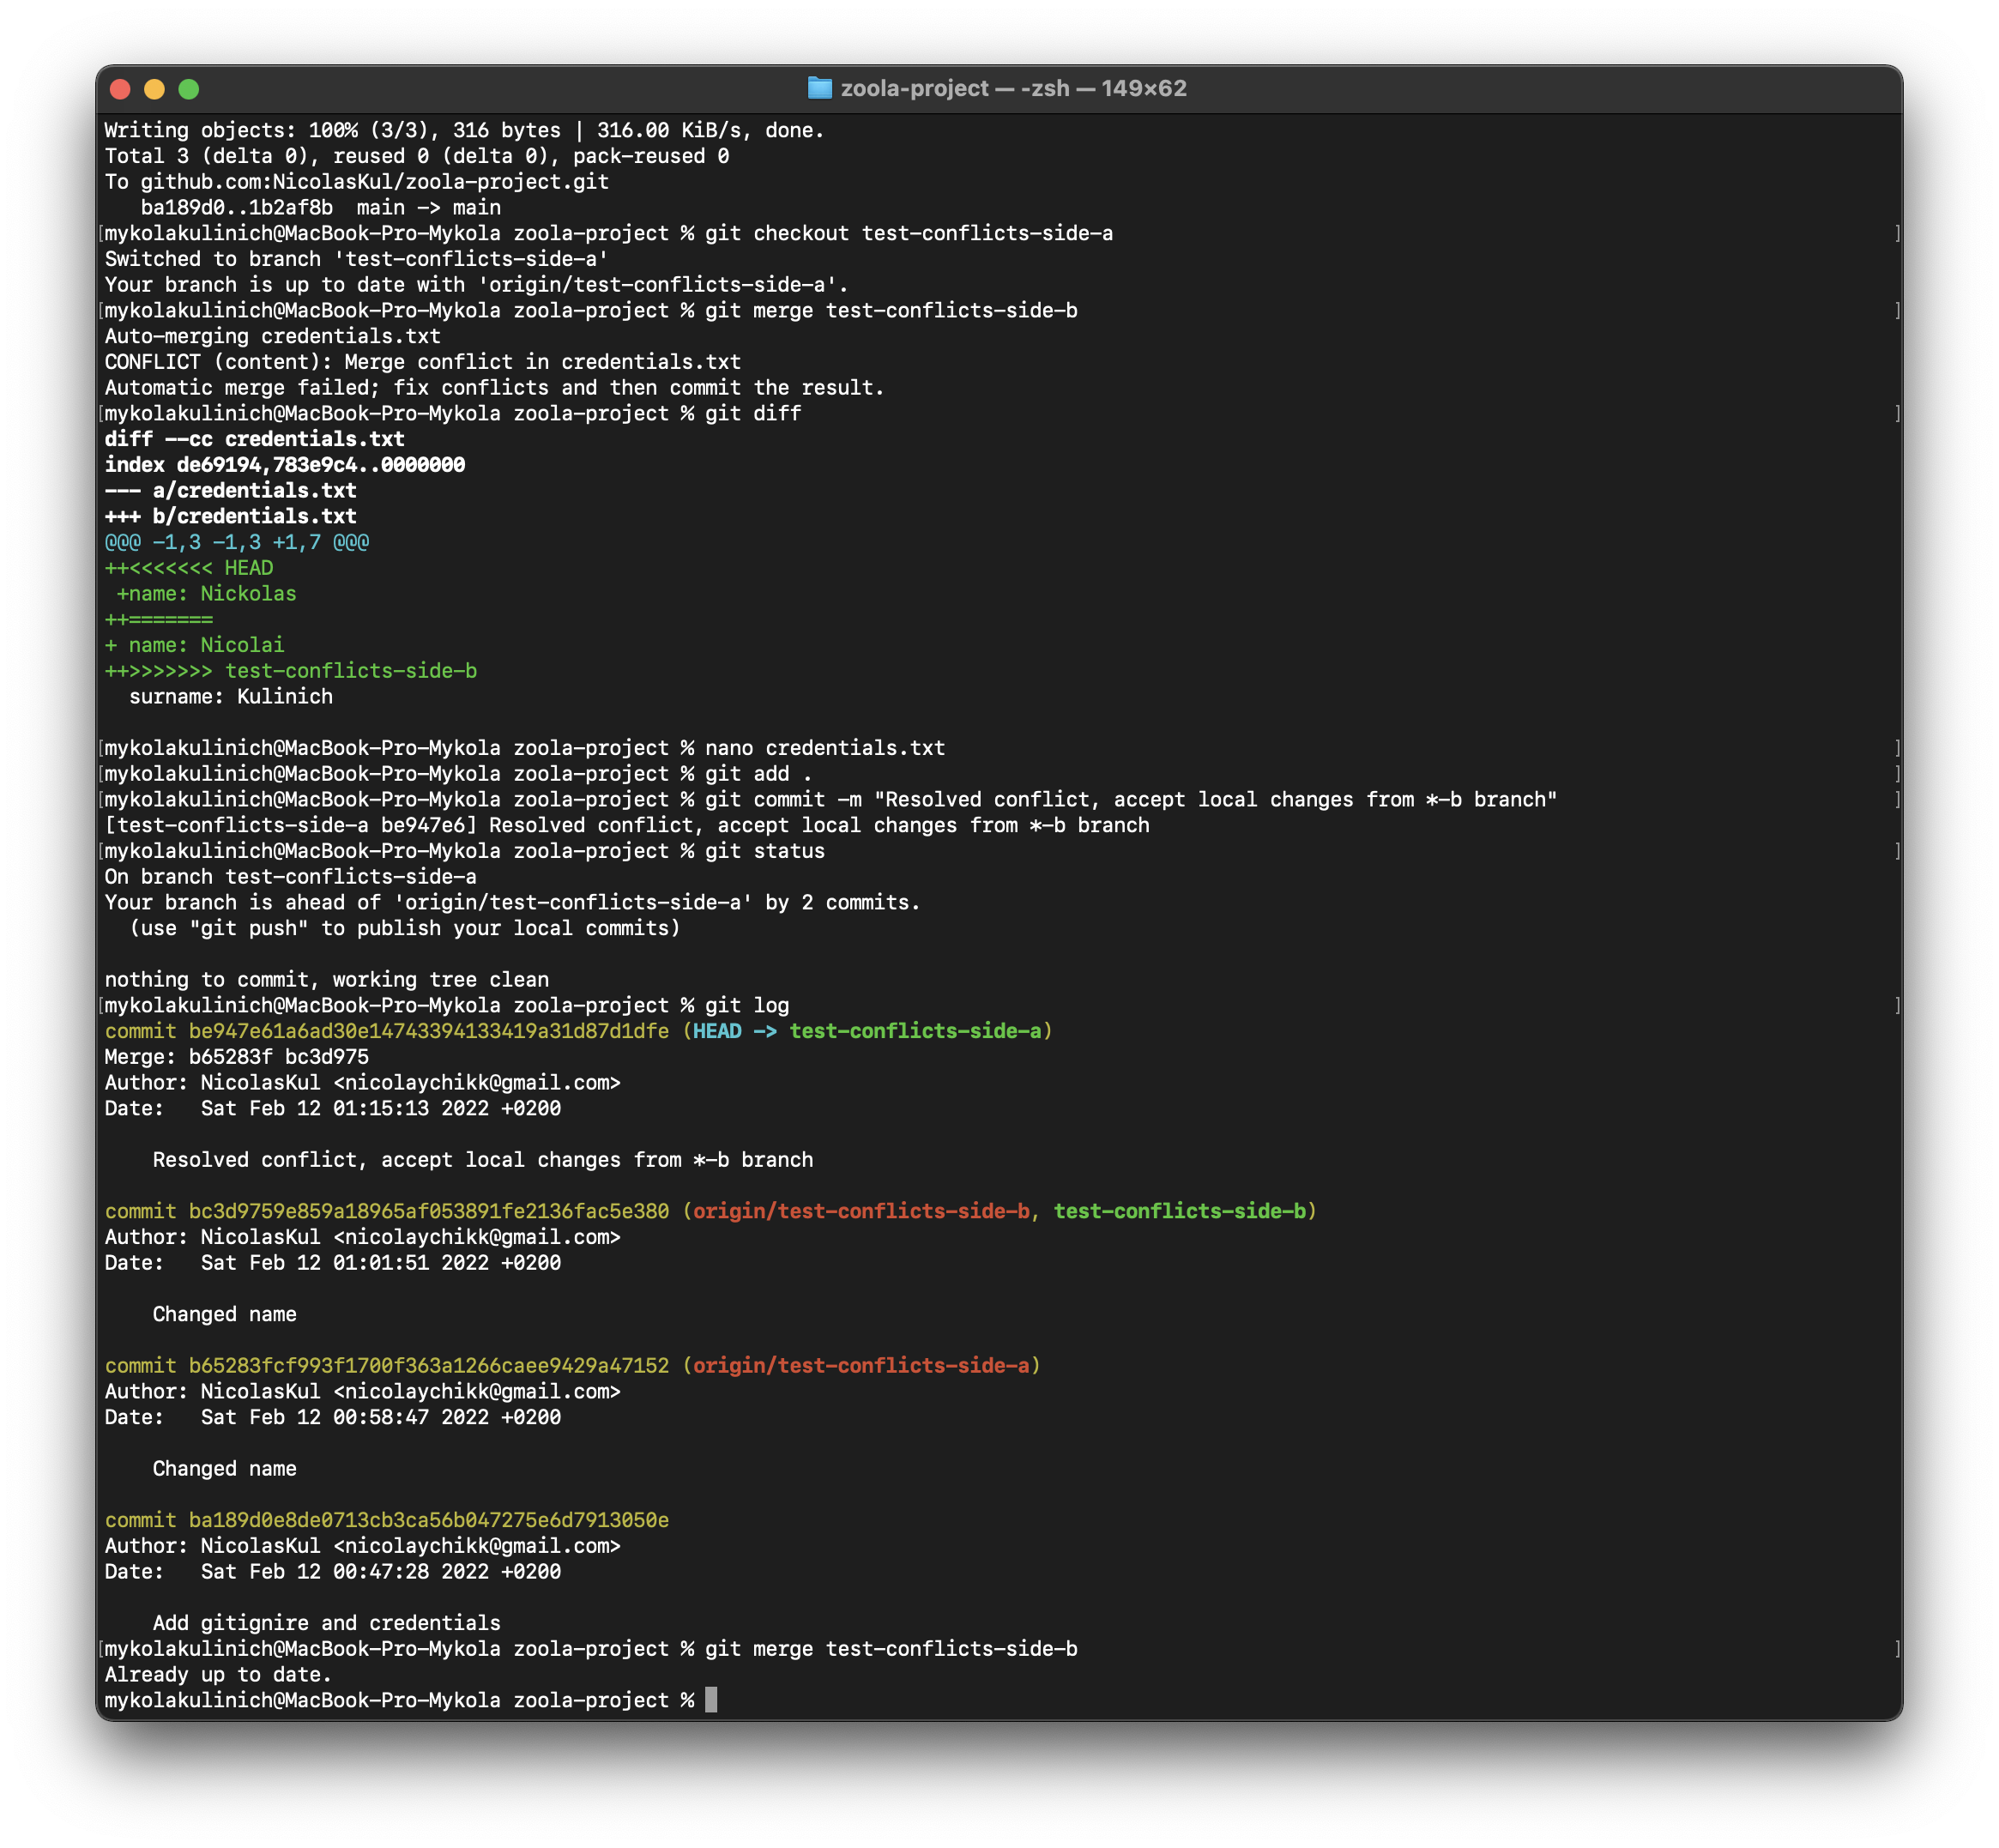 zoola-project — -zsh — 149×62
Writing objects: 100% (3/3), 316 bytes | 316.00 KiB/s, done.
Total 3 (delta 0), reused 0 (delta 0), pack-reused 0
To github.com:NicolasKul/zoola-project.git
   ba189d0..1b2af8b  main -> main
[mykolakulinich@MacBook-Pro-Mykola zoola-project % git checkout test-conflicts-side-a ]
Switched to branch 'test-conflicts-side-a'
Your branch is up to date with 'origin/test-conflicts-side-a'.
[mykolakulinich@MacBook-Pro-Mykola zoola-project % git merge test-conflicts-side-b ]
Auto-merging credentials.txt
CONFLICT (content): Merge conflict in credentials.txt
Automatic merge failed; fix conflicts and then commit the result.
[mykolakulinich@MacBook-Pro-Mykola zoola-project % git diff ]
diff --cc credentials.txt
index de69194,783e9c4..0000000
--- a/credentials.txt
+++ b/credentials.txt
@@@ -1,3 -1,3 +1,7 @@@
++<<<<<<< HEAD
 +name: Nickolas
++=======
+ name: Nicolai
++>>>>>>> test-conflicts-side-b
  surname: Kulinich
[mykolakulinich@MacBook-Pro-Mykola zoola-project % nano credentials.txt ]
[mykolakulinich@MacBook-Pro-Mykola zoola-project % git add . ]
[mykolakulinich@MacBook-Pro-Mykola zoola-project % git commit -m "Resolved conflict, accept local changes from *-b branch" ]
[test-conflicts-side-a be947e6] Resolved conflict, accept local changes from *-b branch
[mykolakulinich@MacBook-Pro-Mykola zoola-project % git status ]
On branch test-conflicts-side-a
Your branch is ahead of 'origin/test-conflicts-side-a' by 2 commits.
  (use "git push" to publish your local commits)
nothing to commit, working tree clean
[mykolakulinich@MacBook-Pro-Mykola zoola-project % git log ]
commit be947e61a6ad30e14743394133419a31d87d1dfe (HEAD -> test-conflicts-side-a)
Merge: b65283f bc3d975
Author: NicolasKul <nicolaychikk@gmail.com>
Date:   Sat Feb 12 01:15:13 2022 +0200
    Resolved conflict, accept local changes from *-b branch
commit bc3d9759e859a18965af053891fe2136fac5e380 (origin/test-conflicts-side-b, test-conflicts-side-b)
Author: NicolasKul <nicolaychikk@gmail.com>
Date:   Sat Feb 12 01:01:51 2022 +0200
    Changed name
commit b65283fcf993f1700f363a1266caee9429a47152 (origin/test-conflicts-side-a)
Author: NicolasKul <nicolaychikk@gmail.com>
Date:   Sat Feb 12 00:58:47 2022 +0200
    Changed name
commit ba189d0e8de0713cb3ca56b047275e6d7913050e
Author: NicolasKul <nicolaychikk@gmail.com>
Date:   Sat Feb 12 00:47:28 2022 +0200
    Add gitignire and credentials
[mykolakulinich@MacBook-Pro-Mykola zoola-project % git merge test-conflicts-side-b ]
Already up to date.
mykolakulinich@MacBook-Pro-Mykola zoola-project %